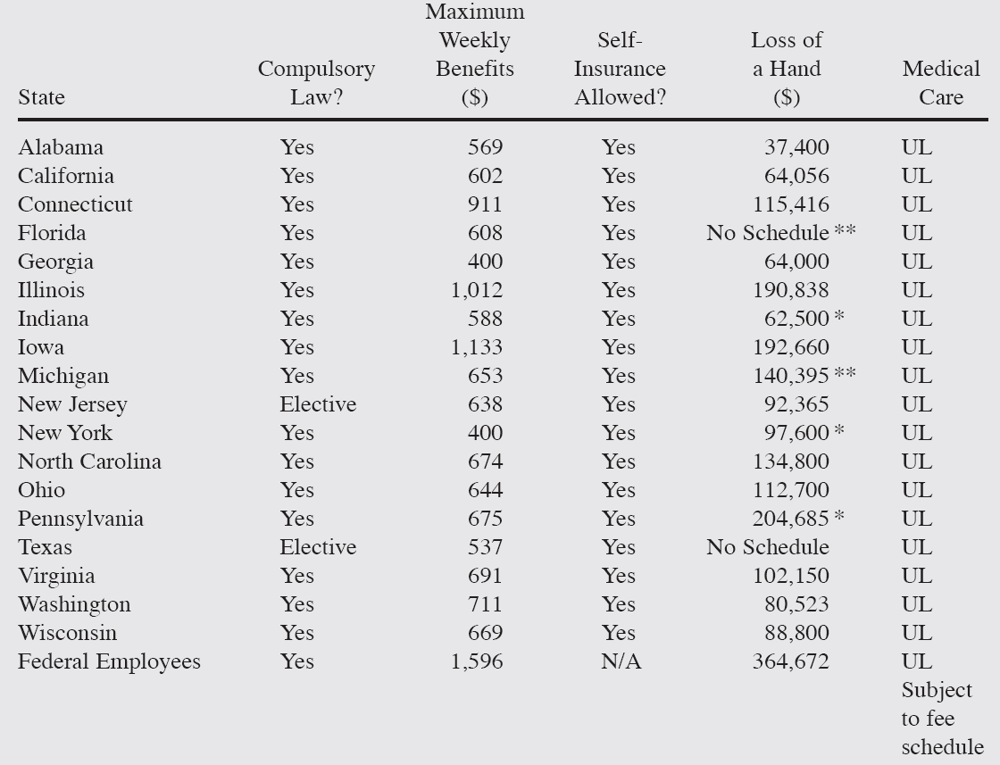 Maximum
Weekly Self- Loss of
Compulsory Benefits Insurance a Hand Medical
State Law? ($) Allowed? ($) Care
Alabama Yes 569 Yes 37,400 UL
California Yes 602 Yes 64,056 UL
Connecticut Yes 911 Yes 115,416 UL
Florida Yes 608 Yes No Schedule ** UL
Georgia Yes 400 Yes 64,000 UL
Illinois Yes 1,012 Yes 190,838 UL
Indiana Yes 588 Yes 62,500 * UL
Iowa Yes 1,133 Yes 192,660 UL
Michigan Yes 653 Yes 140,395 ** UL
New Jersey Elective 638 Yes 92,365 UL
New York Yes 400 Yes 97,600 * UL
North Carolina Yes 674 Yes 134,800 UL
Ohio Yes 644 Yes 112,700 UL
Pennsylvania Yes 675 Yes 204,685 * UL
Texas Elective 537 Yes No Schedule UL
Virginia Yes 691 Yes 102,150 UL
Washington Yes 711 Yes 80,523 UL
Wisconsin Yes 669 Yes 88,800 UL
Federal Employees Yes 1,596 N/A 364,672 UL
Subject
to fee
schedule